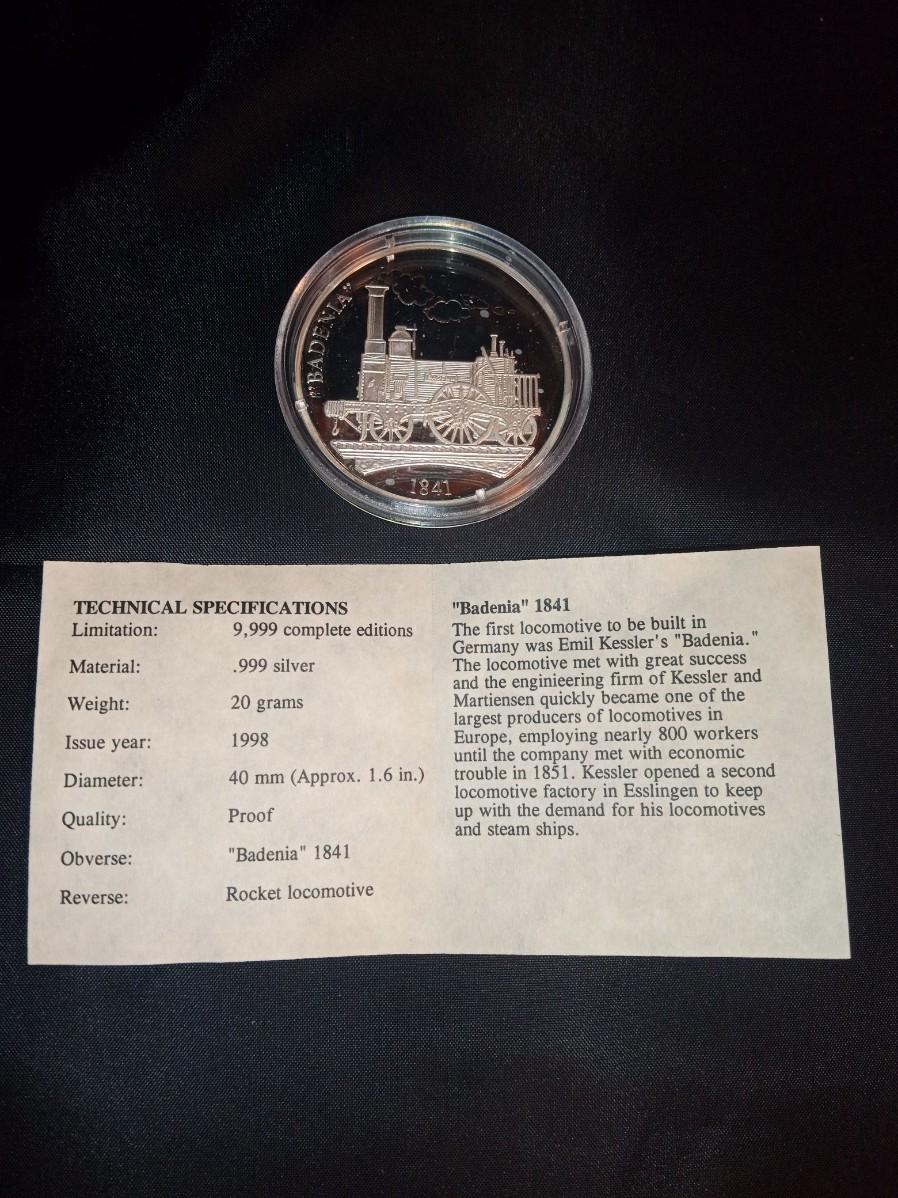 "BADENIA"
1841
TECHNICAL SPECIFICATIONS
Limitation: 9,999 complete editions
Material: .999 silver
Weight: 20 grams
Issue year: 1998
Diameter: 40 mm (Approx. 1.6 in.)
Quality: Proof
Obverse: "Badenia" 1841
Reverse: Rocket locomotive
"Badenia" 1841
The first locomotive to be built in
Germany was Emil Kessler's "Badenia."
The locomotive met with great success
and the enginieering firm of Kessler and
Martiensen quickly became one of the
largest producers of locomotives in
Europe, employing nearly 800 workers
until the company met with economic
trouble in 1851. Kessler opened a second
locomotive factory in Esslingen to keep
up with the demand for his locomotives
and steam ships.